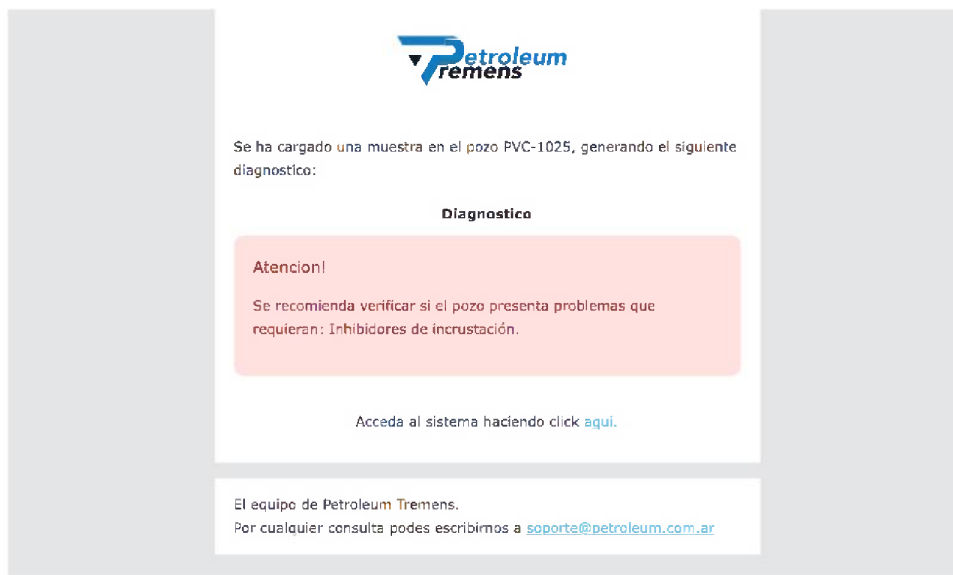 Petroleum
Tremens
Se ha cargado una muestra en el pozo PVC-1025, generando el siguiente
diagnostico:
Diagnostico
Atencion!
Se recomienda verificar si el pozo presenta problemas que
requieran: Inhibidores de incrustación.
Acceda al sistema haciendo click aqui.
El equipo de Petroleum Tremens.
Por cualquier consulta podes escribirnos a soporte@petroleum.com.ar